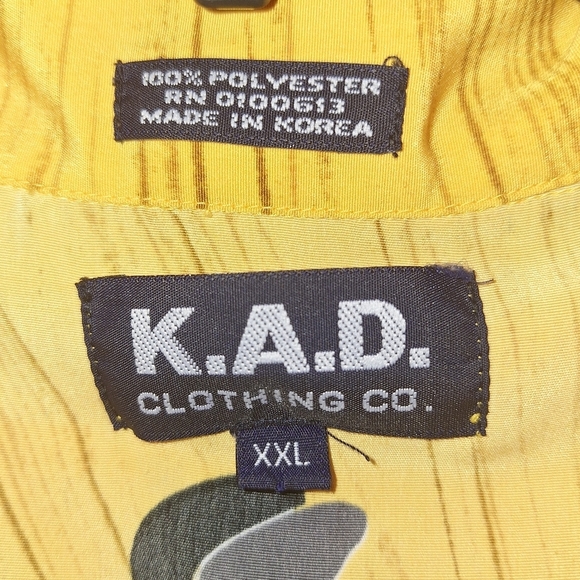 100% POLYESTER
RN 0100613
MADE IN KOREA
K.A.D.
CLOTHING CO.
XXL